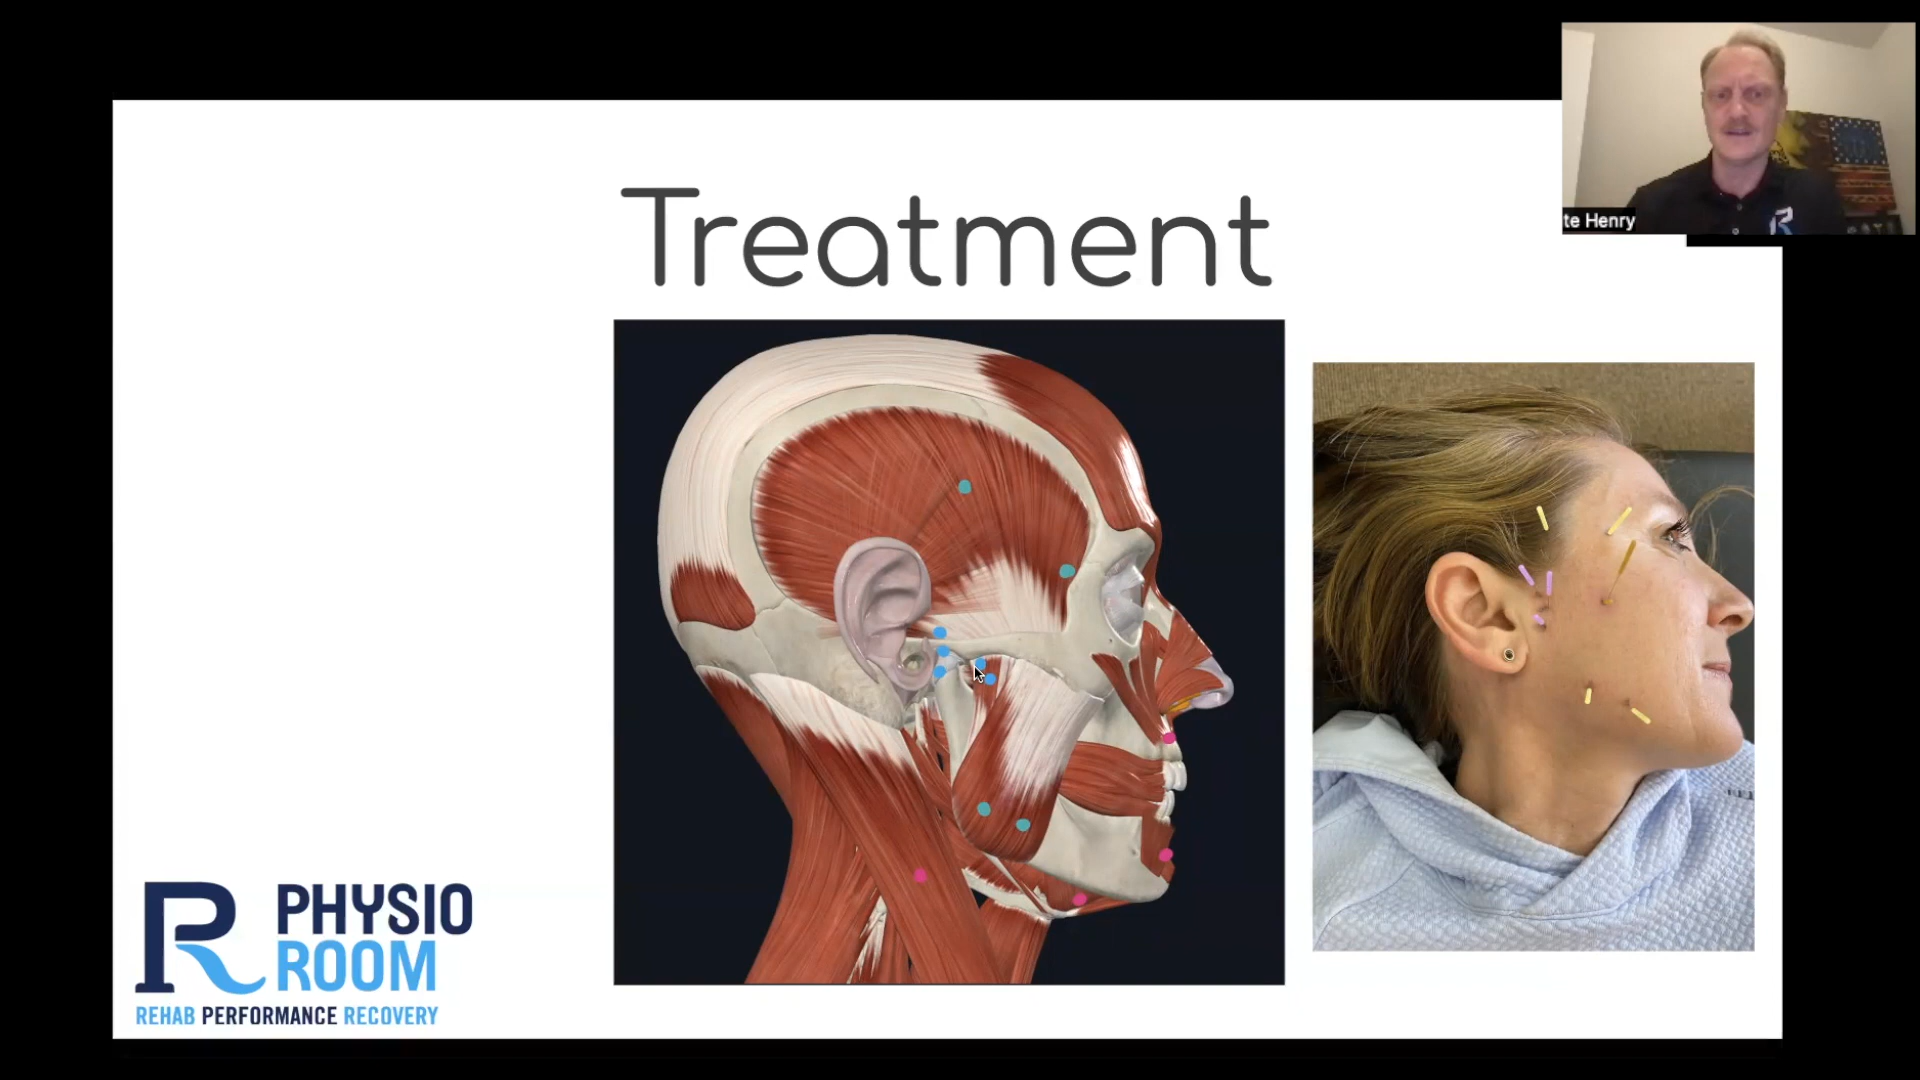 Treatment
te Henry
PHYSIO
ROOM
REHAB PERFORMANCE RECOVERY